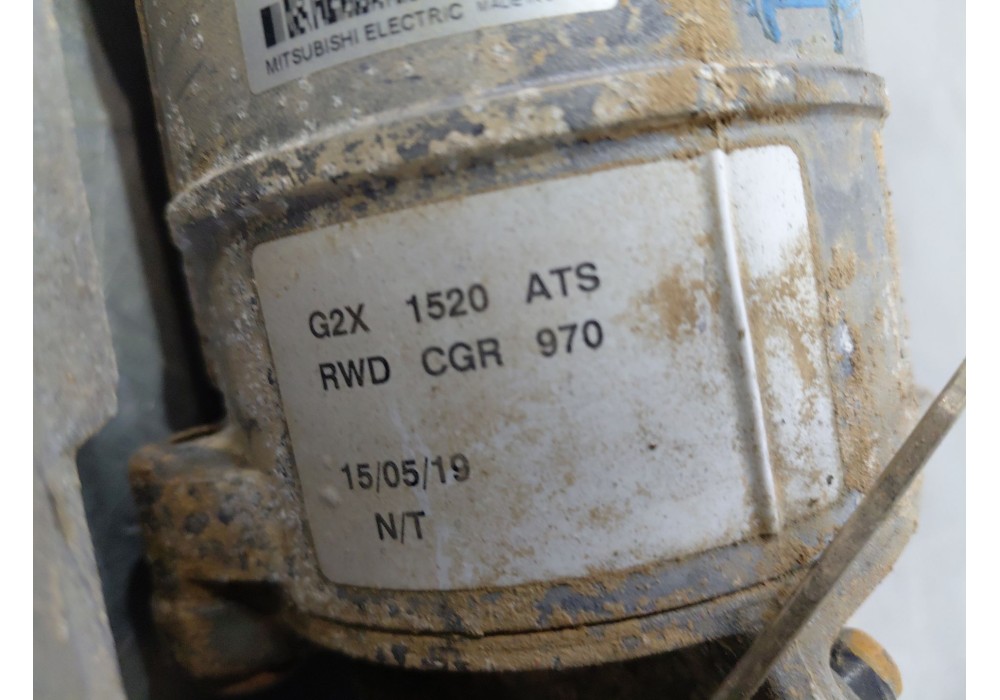 MITSUBISHI ELECTRIC
G2X 1520 ATS
RWD CGR 970
15/05/19
N/T